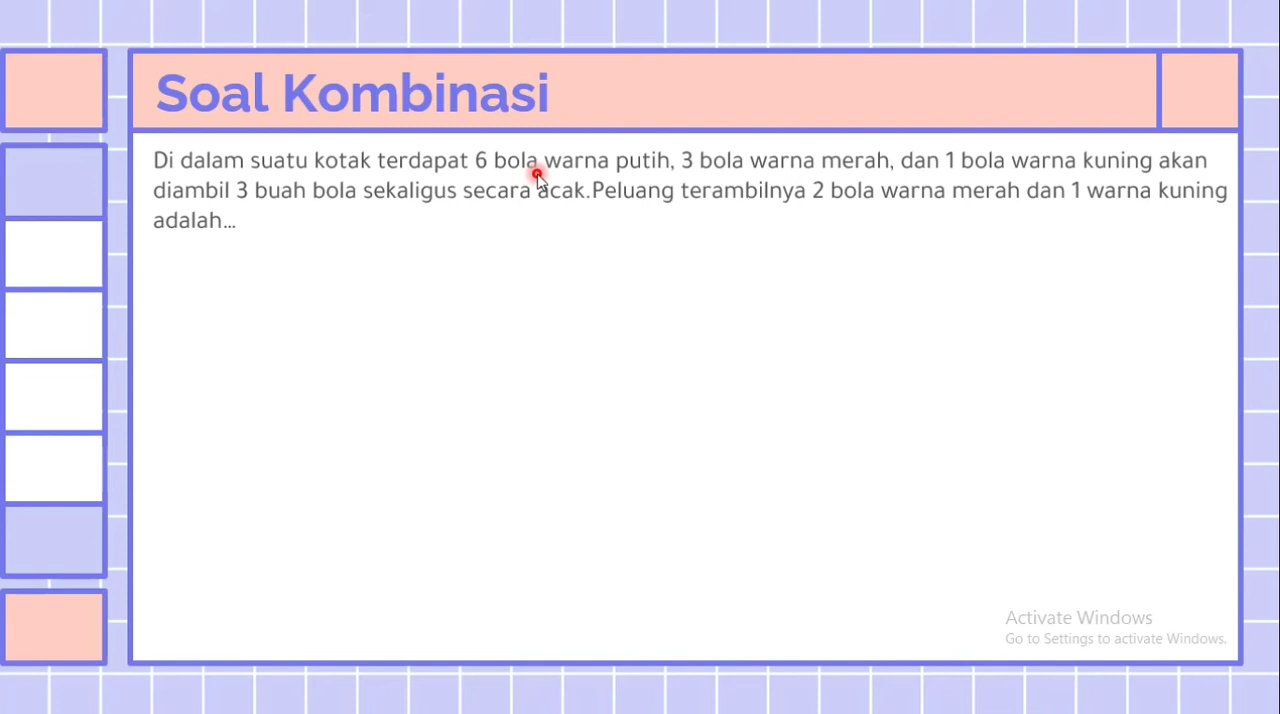 Soal Kombinasi
Di dalam suatu kotak terdapat 6 bola warna putih, 3 bola warna merah, dan 1 bola warna kuning akan
diambil 3 buah bola sekaligus secara acak.Peluang terambilnya 2 bola warna merah dan 1 warna kuning
adalah...
Activate Windows
Go to Settings to activate Windows.